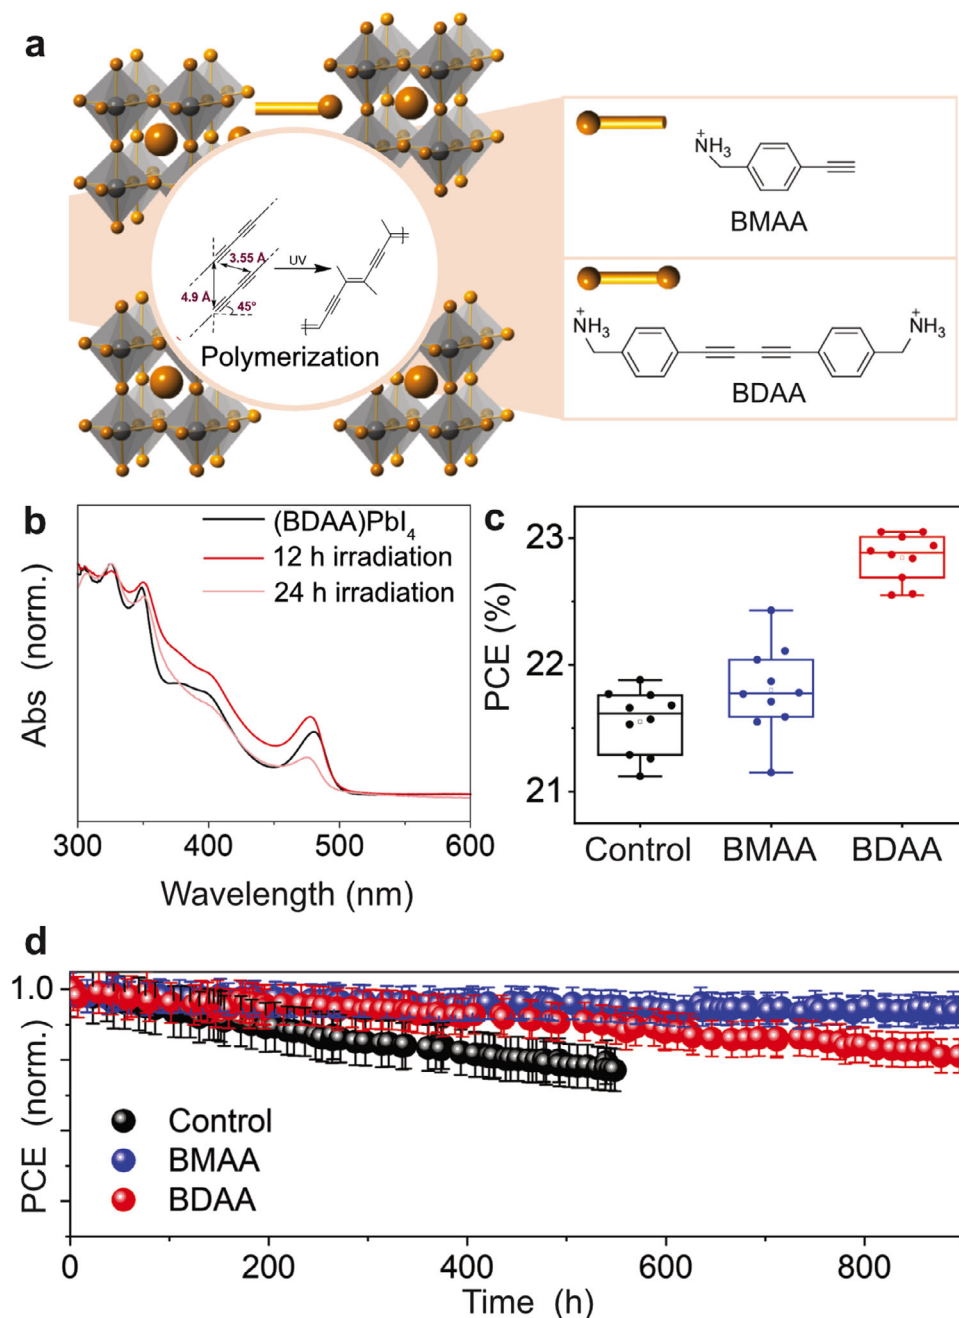 a
NH3+
BMAA
3.55 Å
UV
4.9 Å
45°
Polymerization
NH3+
NH3+
BDAA
b
(BDAA)PbI4
12 h irradiation
24 h irradiation
Abs (norm.)
300 400 500 600
Wavelength (nm)
c
PCE (%)
23
22
21
Control BMAA BDAA
d
1.0
PCE (norm.)
Control
BMAA
BDAA
0 200 400 600 800
Time (h)